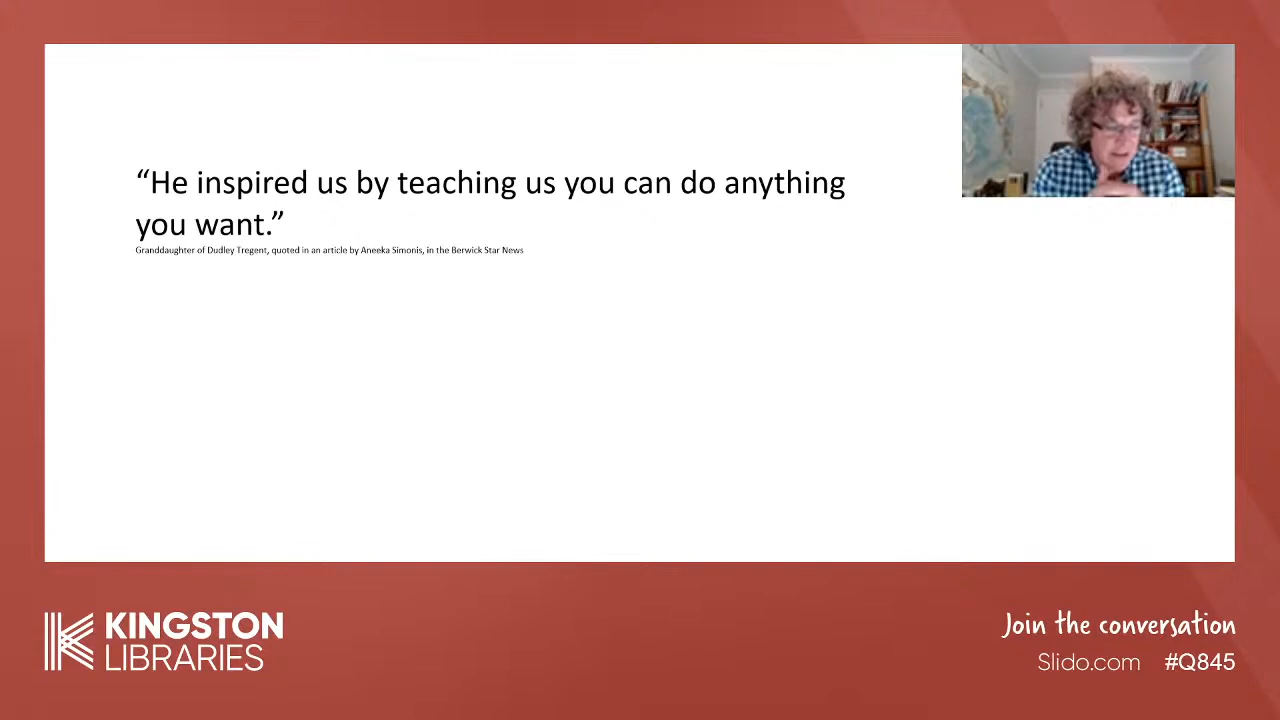 “He inspired us by teaching us you can do anything
you want.”
Granddaughter of Dudley Tregent, quoted in an article by Aneeka Simonis, in the Berwick Star News
KINGSTON
LIBRARIES
Join the conversation
Slido.com #Q845